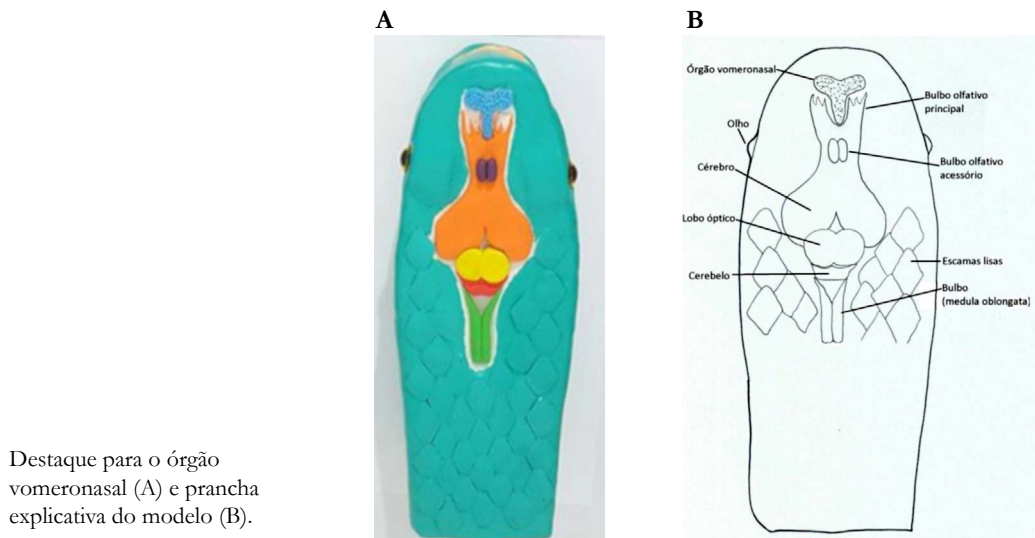 A
B
Órgão vomeronasal
Bulbo olfativo
principal
Olho
Bulbo olfativo
acessório
Cérebro
Lobo óptico
Escamas lisas
Cerebelo
Bulbo
(medula oblongata)
Destaque para o órgão
vomeronasal (A) e prancha
explicativa do modelo (B).